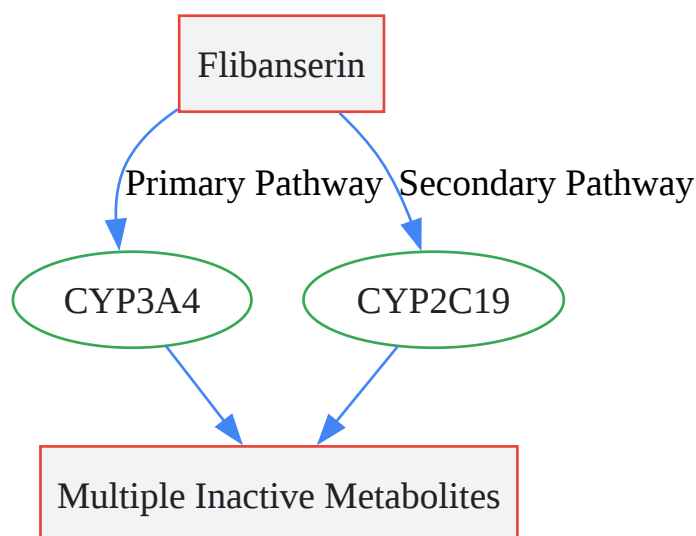 Flibanserin
Primary Pathway
Secondary Pathway
CYP3A4
CYP2C19
Multiple Inactive Metabolites